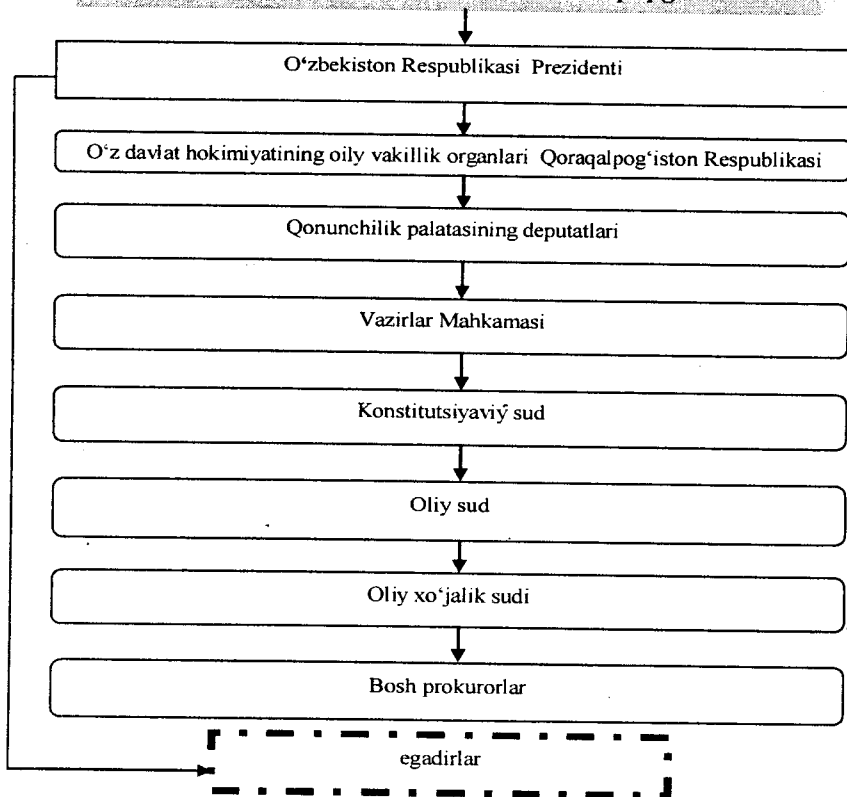 O‘zbekiston Respublikasi Prezidenti
O‘z davlat hokimiyatining oily vakillik organlari Qoraqalpog‘iston Respublikasi
Qonunchilik palatasining deputatlari
Vazirlar Mahkamasi
Konstitutsiyaviy sud
Oliy sud
Oliy xo‘jalik sudi
Bosh prokurorlar
egadirlar